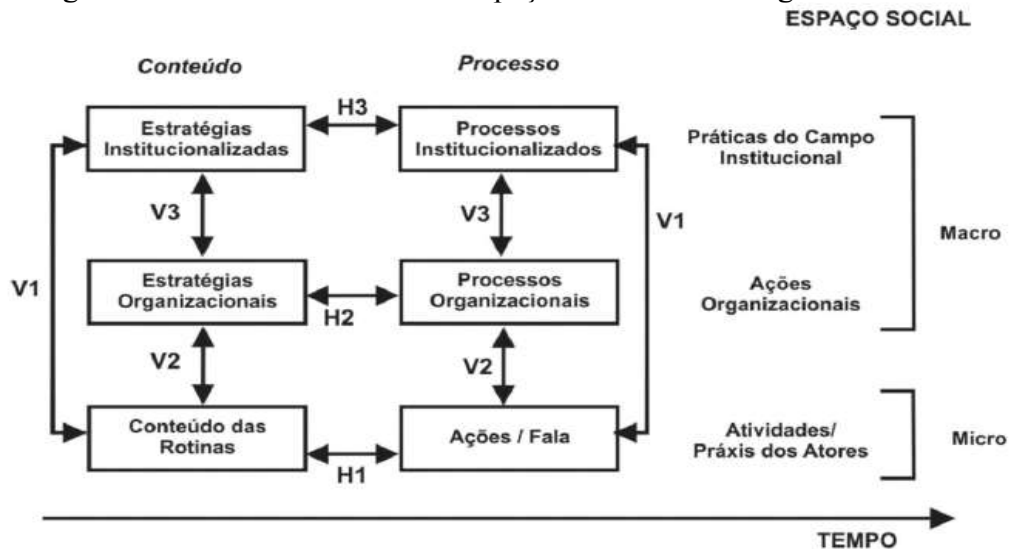 ESPAÇO SOCIAL
Conteúdo
Processo
Estratégias
Institucionalizadas
H3
Processos
Institucionalizados
Práticas do Campo
Institucional
V3
V3
V1
Macro
V1
Estratégias
Organizacionais
H2
Processos
Organizacionais
Ações
Organizacionais
V2
V2
Conteúdo das
Rotinas
H1
Ações / Fala
Atividades/
Práxis dos Atores
Micro
TEMPO